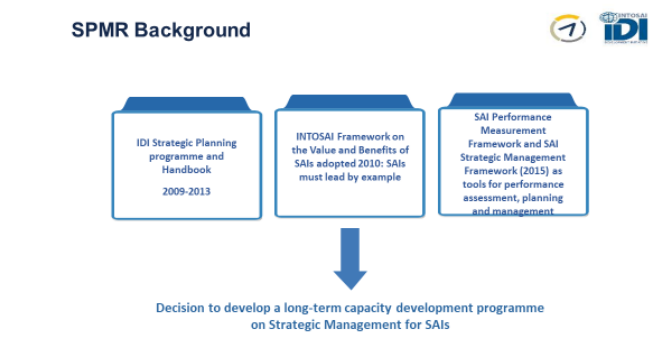 SPMR Background
INTOSAI
IDI
IDI Strategic Planning
programme and
Handbook
2009-2013
INTOSAI Framework on
the Value and Benefits of
SAIs adopted 2010: SAIs
must lead by example
SAI Performance
Measurement
Framework and SAI
Strategic Management
Framework (2015) as
tools for performance
assessment, planning
and management
Decision to develop a long-term capacity development programme
on Strategic Management for SAIs